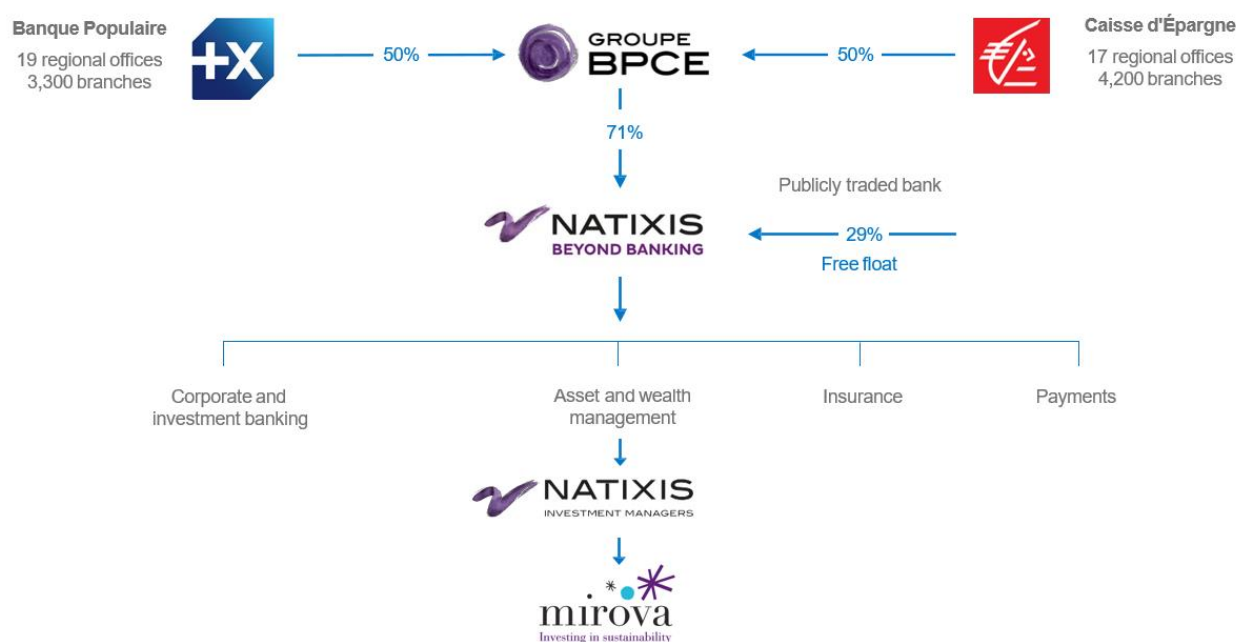 Banque Populaire
19 regional offices
3,300 branches
+X
50%
GROUPE
BPCE
50%
Caisse d'Épargne
17 regional offices
4,200 branches
71%
Publicly traded bank
NATIXIS
BEYOND BANKING
29%
Free float
Corporate and
investment banking
Asset and wealth
management
Insurance
Payments
NATIXIS
INVESTMENT MANAGERS
mirova
Investing in sustainability